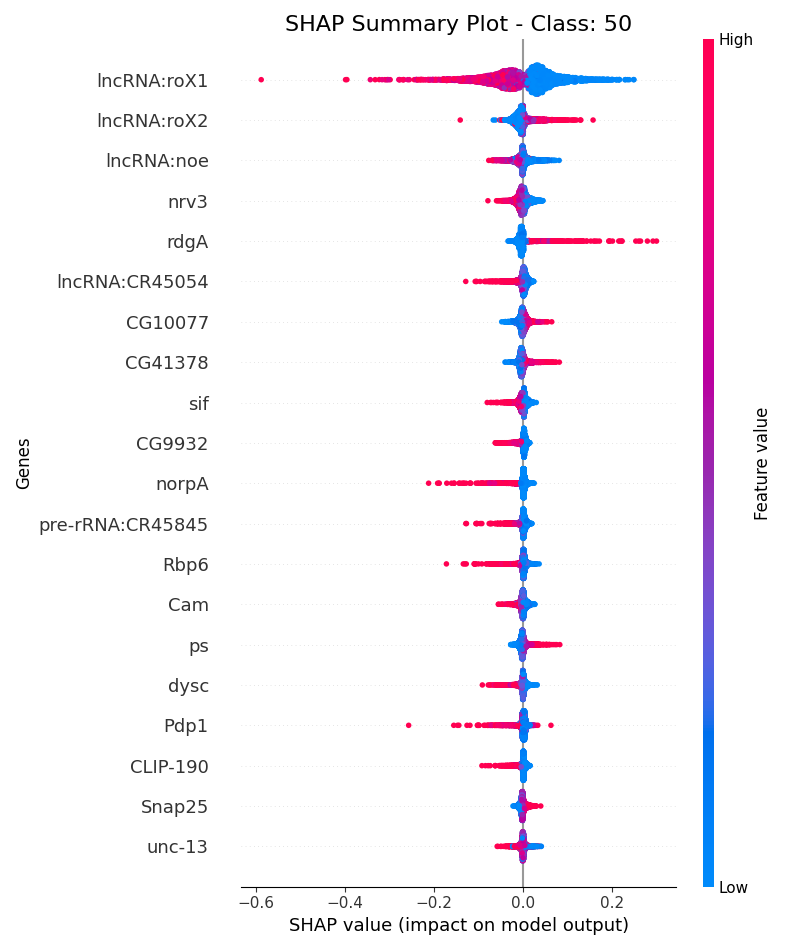 SHAP Summary Plot - Class: 50
High
lncRNA:roX1
lncRNA:roX2
lncRNA:noe
nrv3
rdgA
lncRNA:CR45054
CG10077
CG41378
sif
CG9932
norpA
pre-rRNA:CR45845
Rbp6
Cam
ps
dysc
Pdp1
CLIP-190
Snap25
unc-13
Genes
Feature value
Low
−0.6 −0.4 −0.2 0.0 0.2
SHAP value (impact on model output)